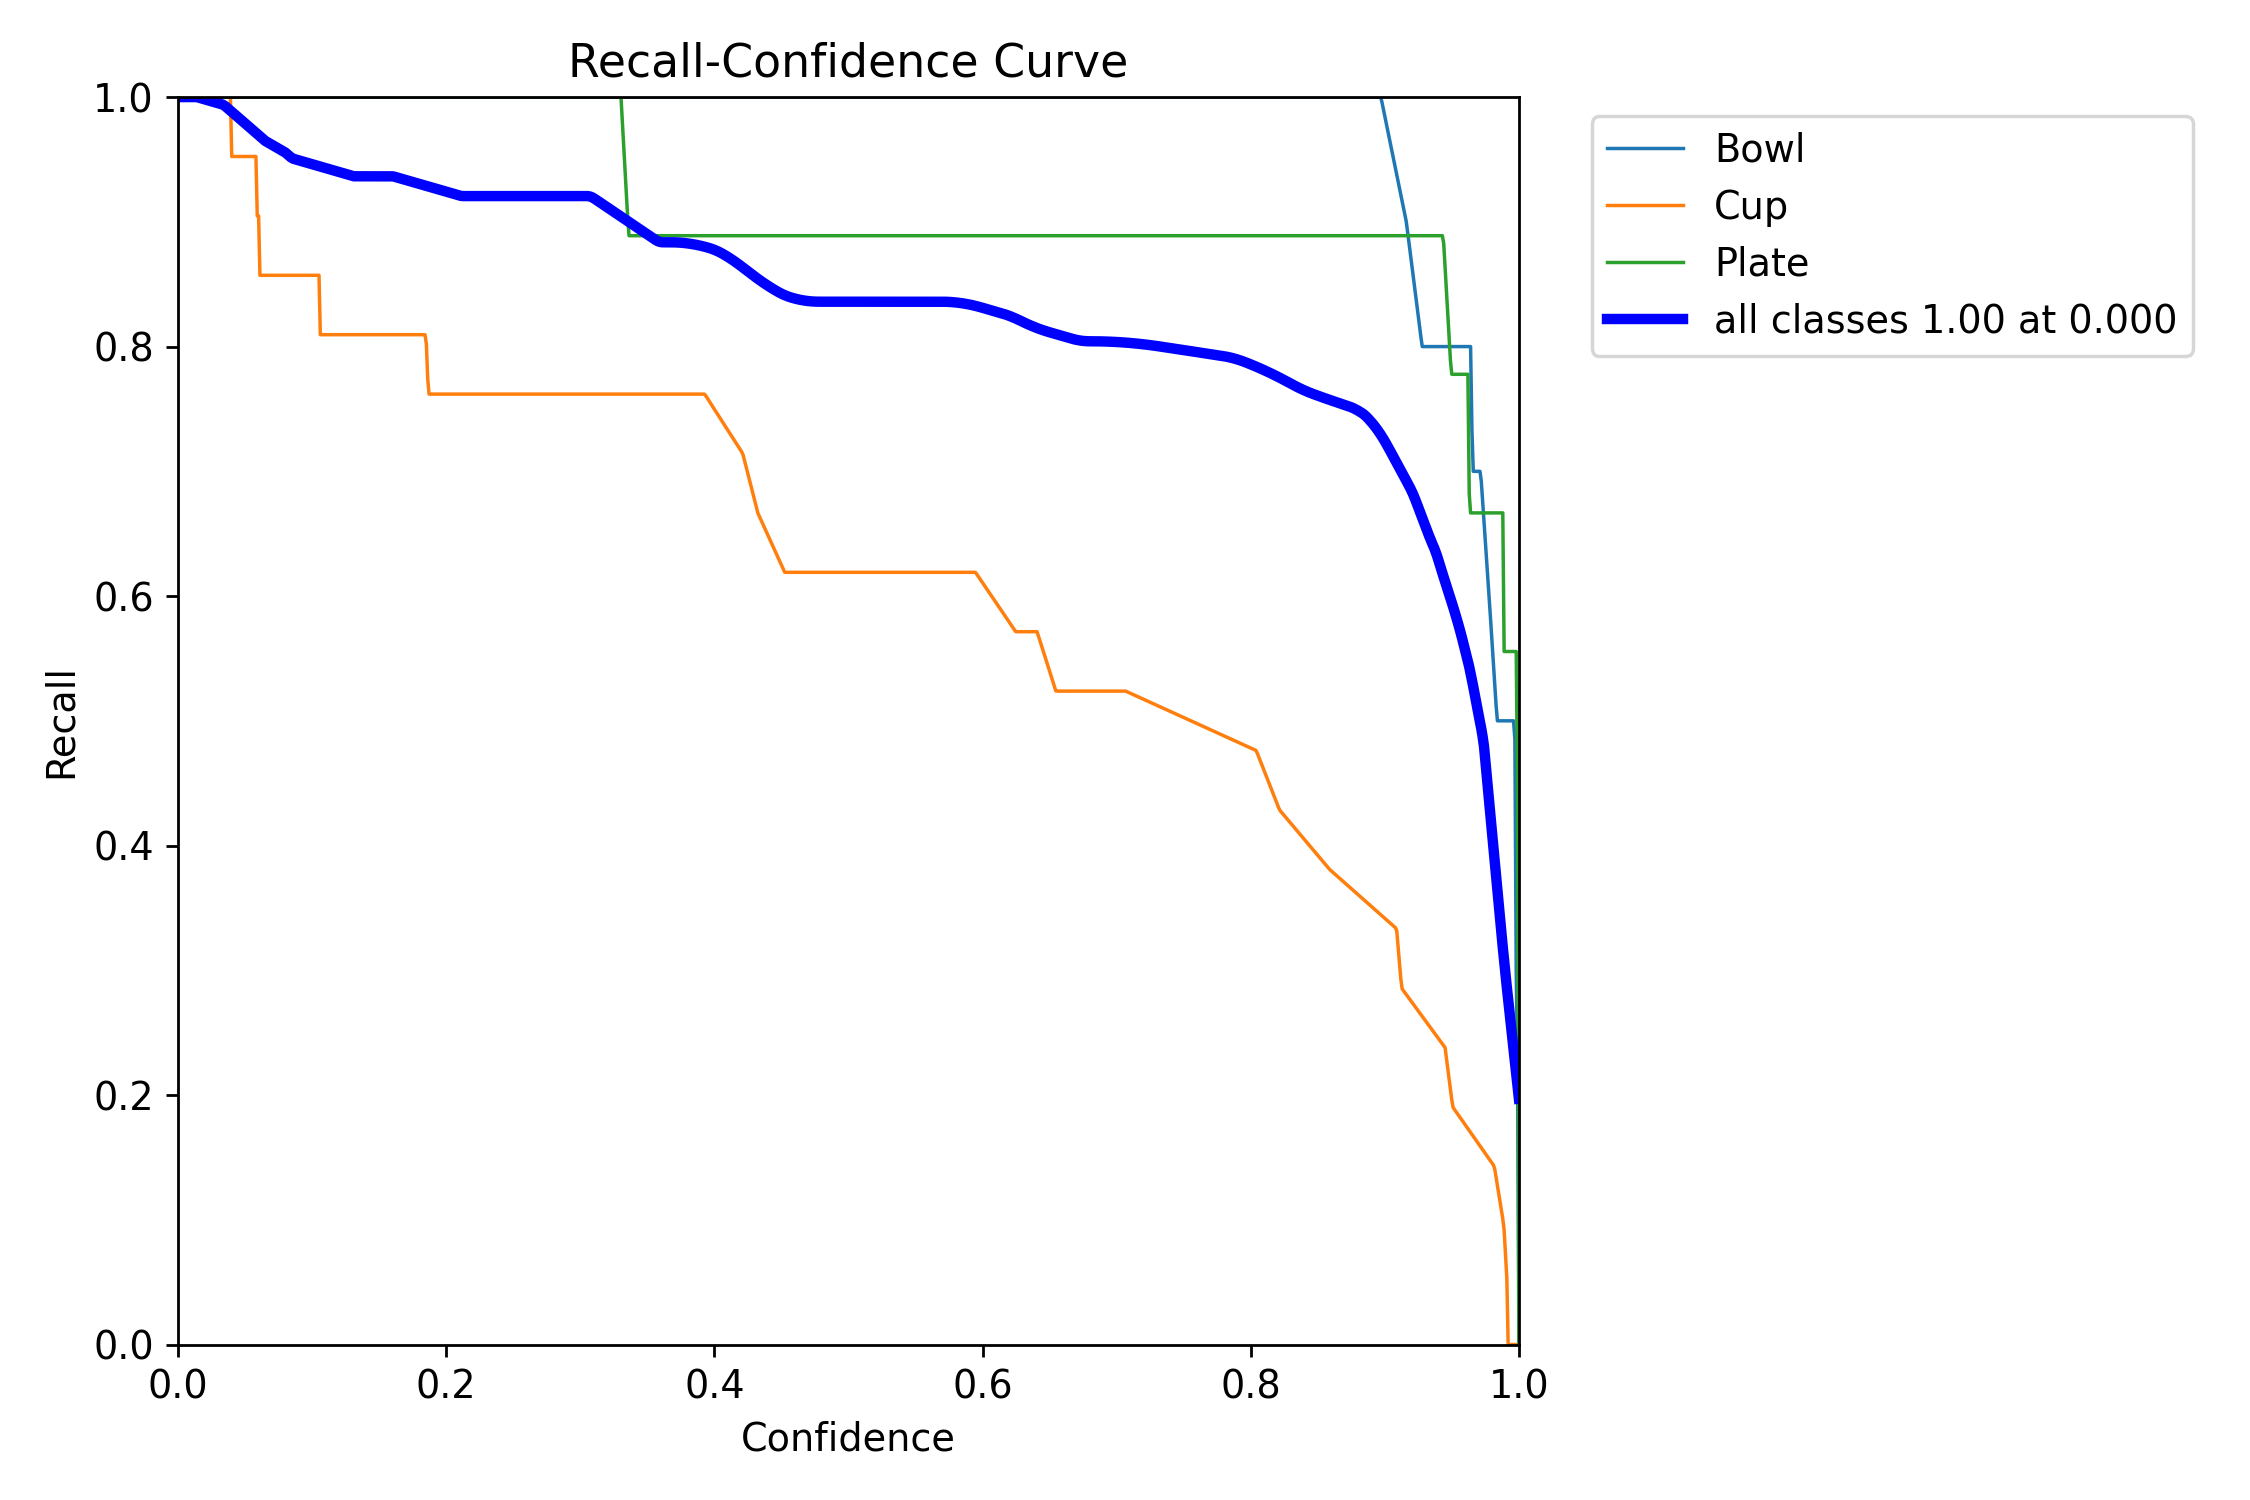 Recall-Confidence Curve
1.0
0.8
0.6
0.4
0.2
0.0
Recall
0.0 0.2 0.4 0.6 0.8 1.0
Confidence
Bowl
Cup
Plate
all classes 1.00 at 0.000